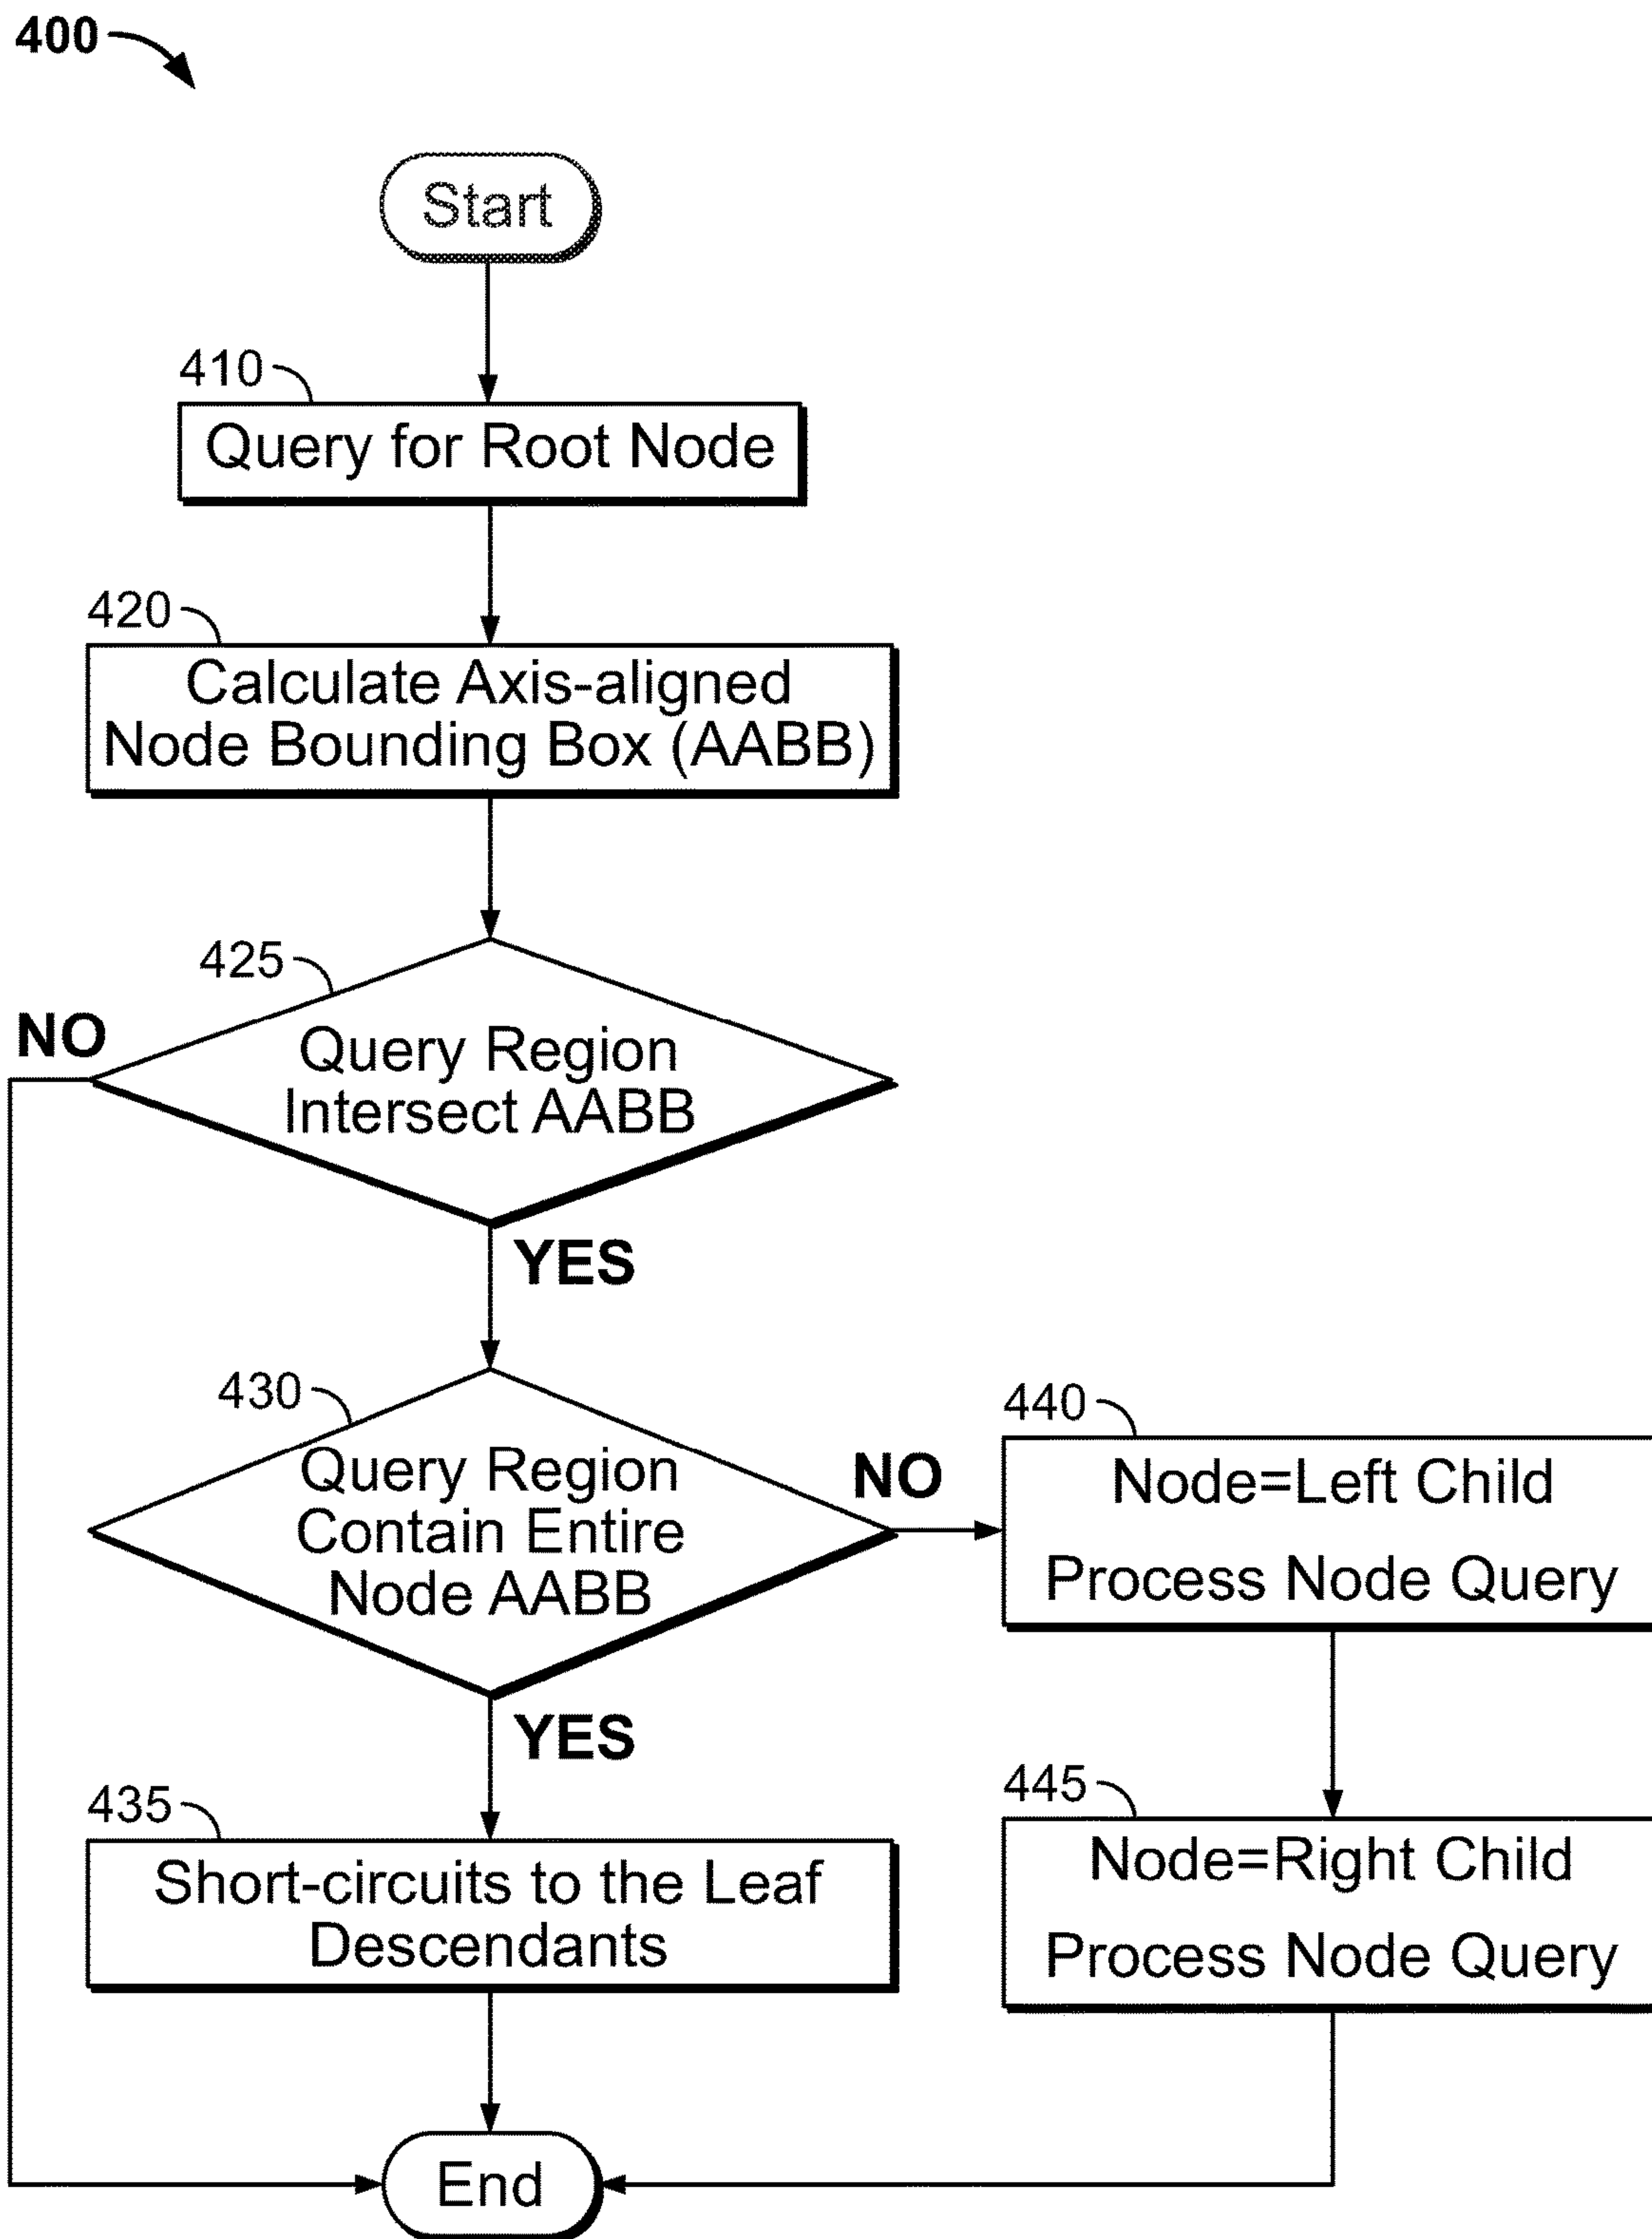 400
Start
410
Query for Root Node
420
Calculate Axis-aligned
Node Bounding Box (AABB)
425
NO
Query Region
Intersect AABB
YES
430
Query Region
Contain Entire
Node AABB
NO
440
Node=Left Child
Process Node Query
YES
435
Short-circuits to the Leaf
Descendants
445
Node=Right Child
Process Node Query
End